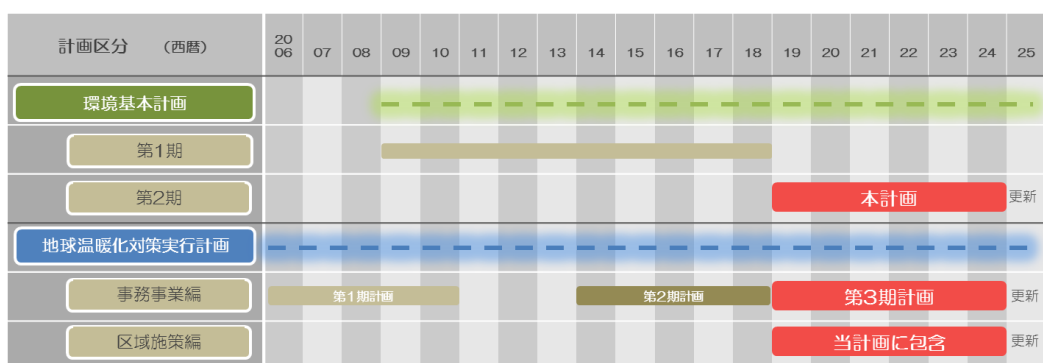 計画区分 (西暦) 2006 07 08 09 10 11 12 13 14 15 16 17 18 19 20 21 22 23 24 25
環境基本計画
第1期
第2期 本計画 更新
地球温暖化対策実行計画
事務事業編 第1期計画 第2期計画 第3期計画 更新
区域施策編 当計画に包含 更新